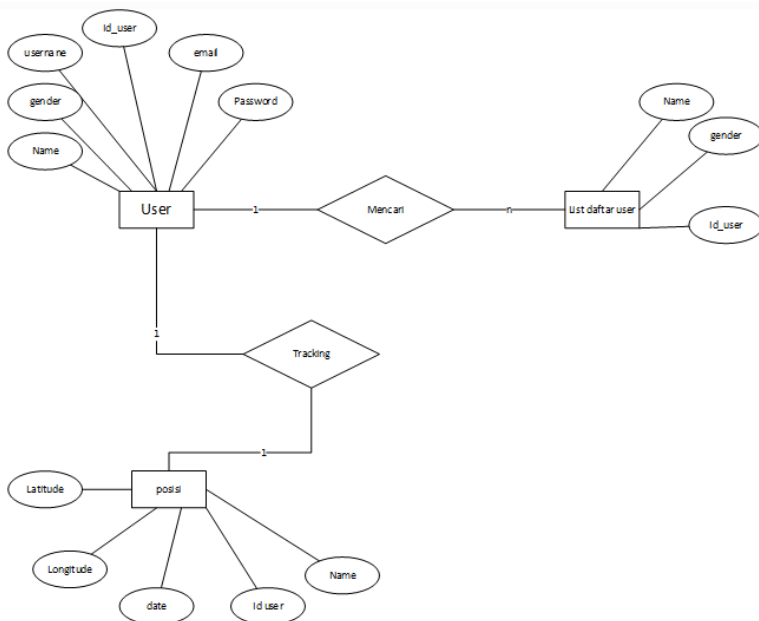 Id_user
username
email
gender
Password
Name
Name
gender
User
1
Mencari
n
List daftar user
Id_user
1
Tracking
1
Latitude
posisi
Longitude
Name
date
Id user